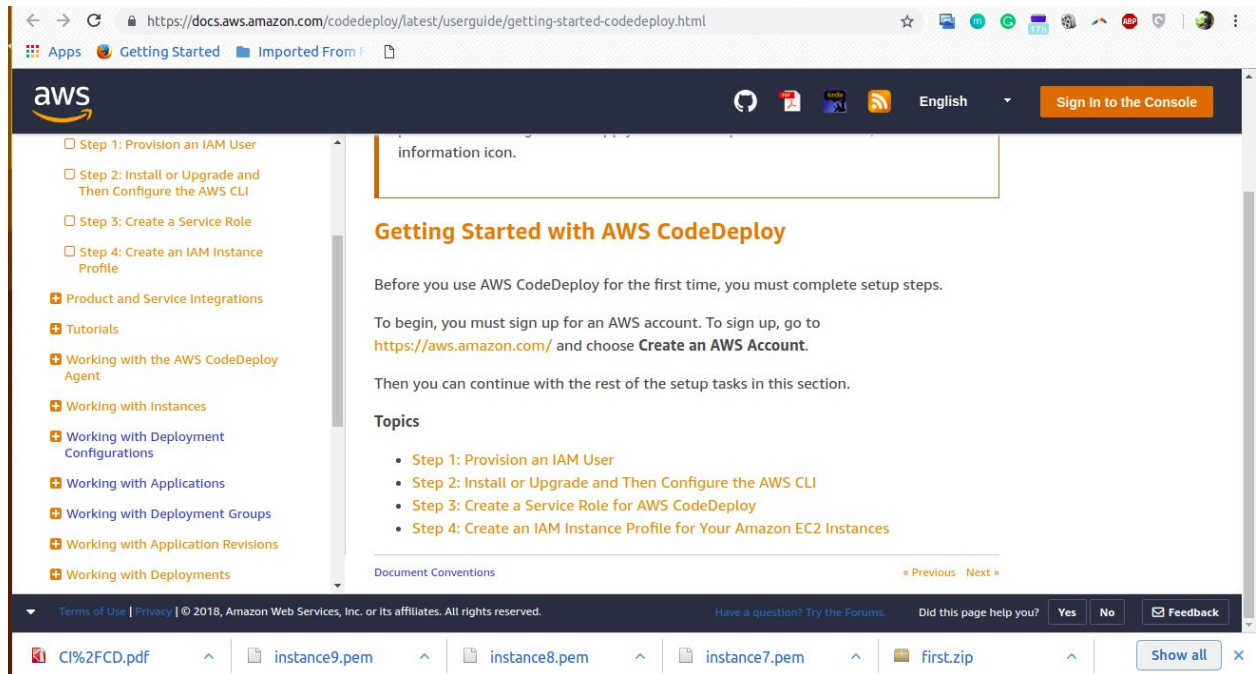 https://docs.aws.amazon.com/codedeploy/latest/userguide/getting-started-codedeploy.html
17h
ABP
Apps Getting Started Imported From F
aws
PDF
kindle
English
Sign In to the Console
Step 1: Provision an IAM User
Step 2: Install or Upgrade and
Then Configure the AWS CLI
Step 3: Create a Service Role
Step 4: Create an IAM Instance
Profile
Product and Service Integrations
Tutorials
Working with the AWS CodeDeploy
Agent
Working with Instances
Working with Deployment
Configurations
Working with Applications
Working with Deployment Groups
Working with Application Revisions
Working with Deployments
information icon.
Getting Started with AWS CodeDeploy
Before you use AWS CodeDeploy for the first time, you must complete setup steps.
To begin, you must sign up for an AWS account. To sign up, go to
https://aws.amazon.com/ and choose Create an AWS Account.
Then you can continue with the rest of the setup tasks in this section.
Topics
• Step 1: Provision an IAM User
• Step 2: Install or Upgrade and Then Configure the AWS CLI
• Step 3: Create a Service Role for AWS CodeDeploy
• Step 4: Create an IAM Instance Profile for Your Amazon EC2 Instances
Document Conventions
« Previous Next »
Terms of Use | Privacy | © 2018, Amazon Web Services, Inc. or its affiliates. All rights reserved.
Have a question? Try the Forums.
Did this page help you? Yes No Feedback
CI%2FCD.pdf
instance9.pem
instance8.pem
instance7.pem
first.zip
Show all